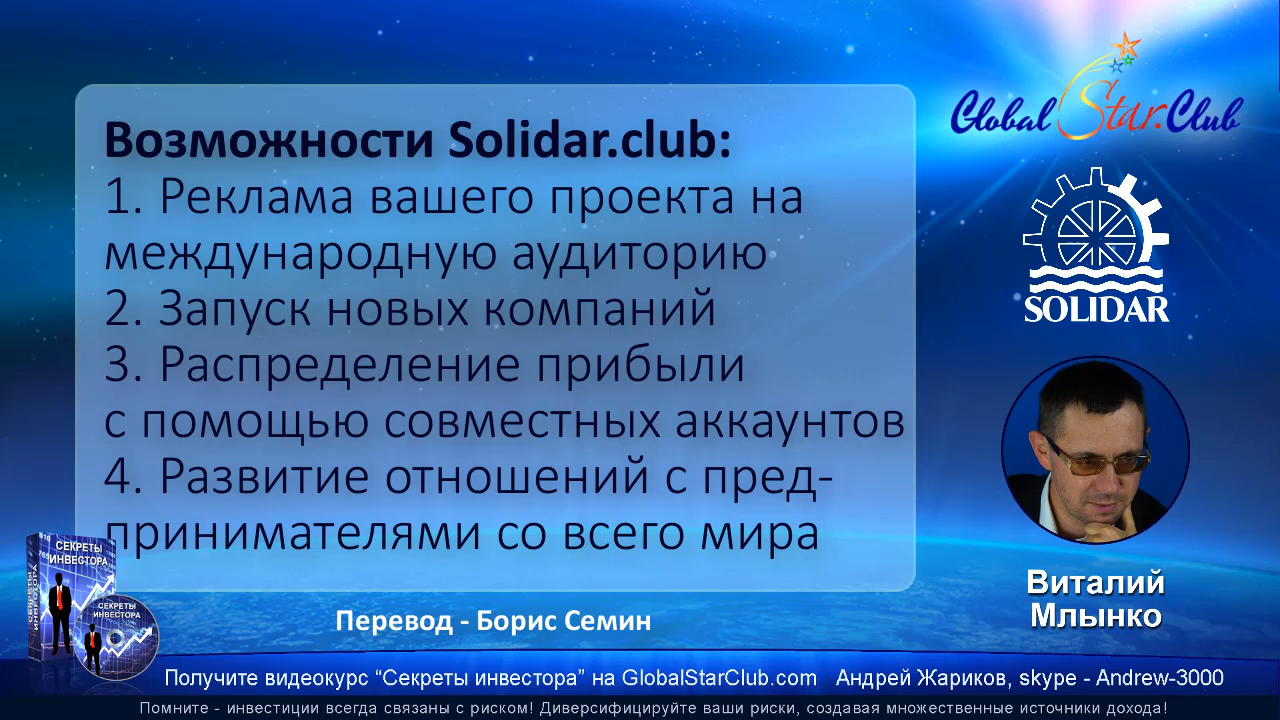 Возможности Solidar.club:
1. Реклама вашего проекта на
международную аудиторию
2. Запуск новых компаний
3. Распределение прибыли
с помощью совместных аккаунтов
4. Развитие отношений с пред-
принимателями со всего мира
Перевод - Борис Семин
Global Star.Club
SOLIDAR
Виталий
Млынко
СЕКРЕТЫ
ИНВЕСТОРА
СЕКРЕТЫ
ИНВЕСТОРА
СЕКРЕТЫ
ИНВЕСТОРА
Получите видеокурс “Секреты инвестора” на GlobalStarClub.com Андрей Жариков, skype - Andrew-3000
Помните - инвестиции всегда связаны с риском! Диверсифицируйте ваши риски, создавая множественные источники дохода!